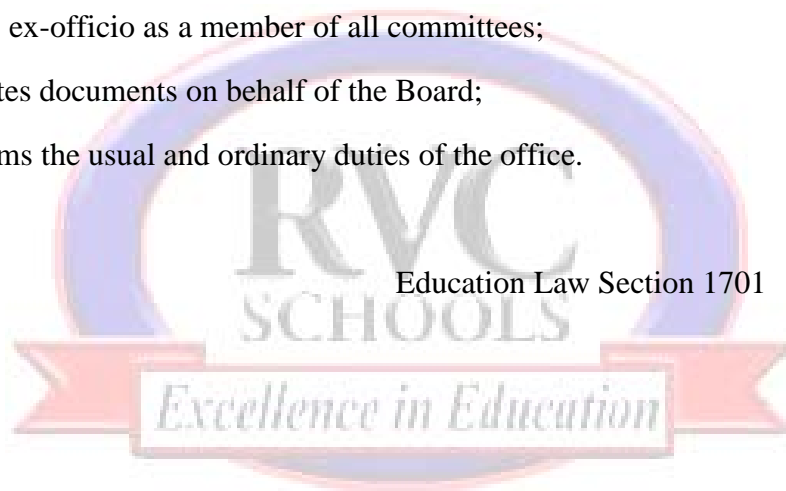 ex-officio as a member of all committees;
tes documents on behalf of the Board;
ms the usual and ordinary duties of the office.
RVC
Education Law Section 1701
SCHOOLS
Excellence in Education